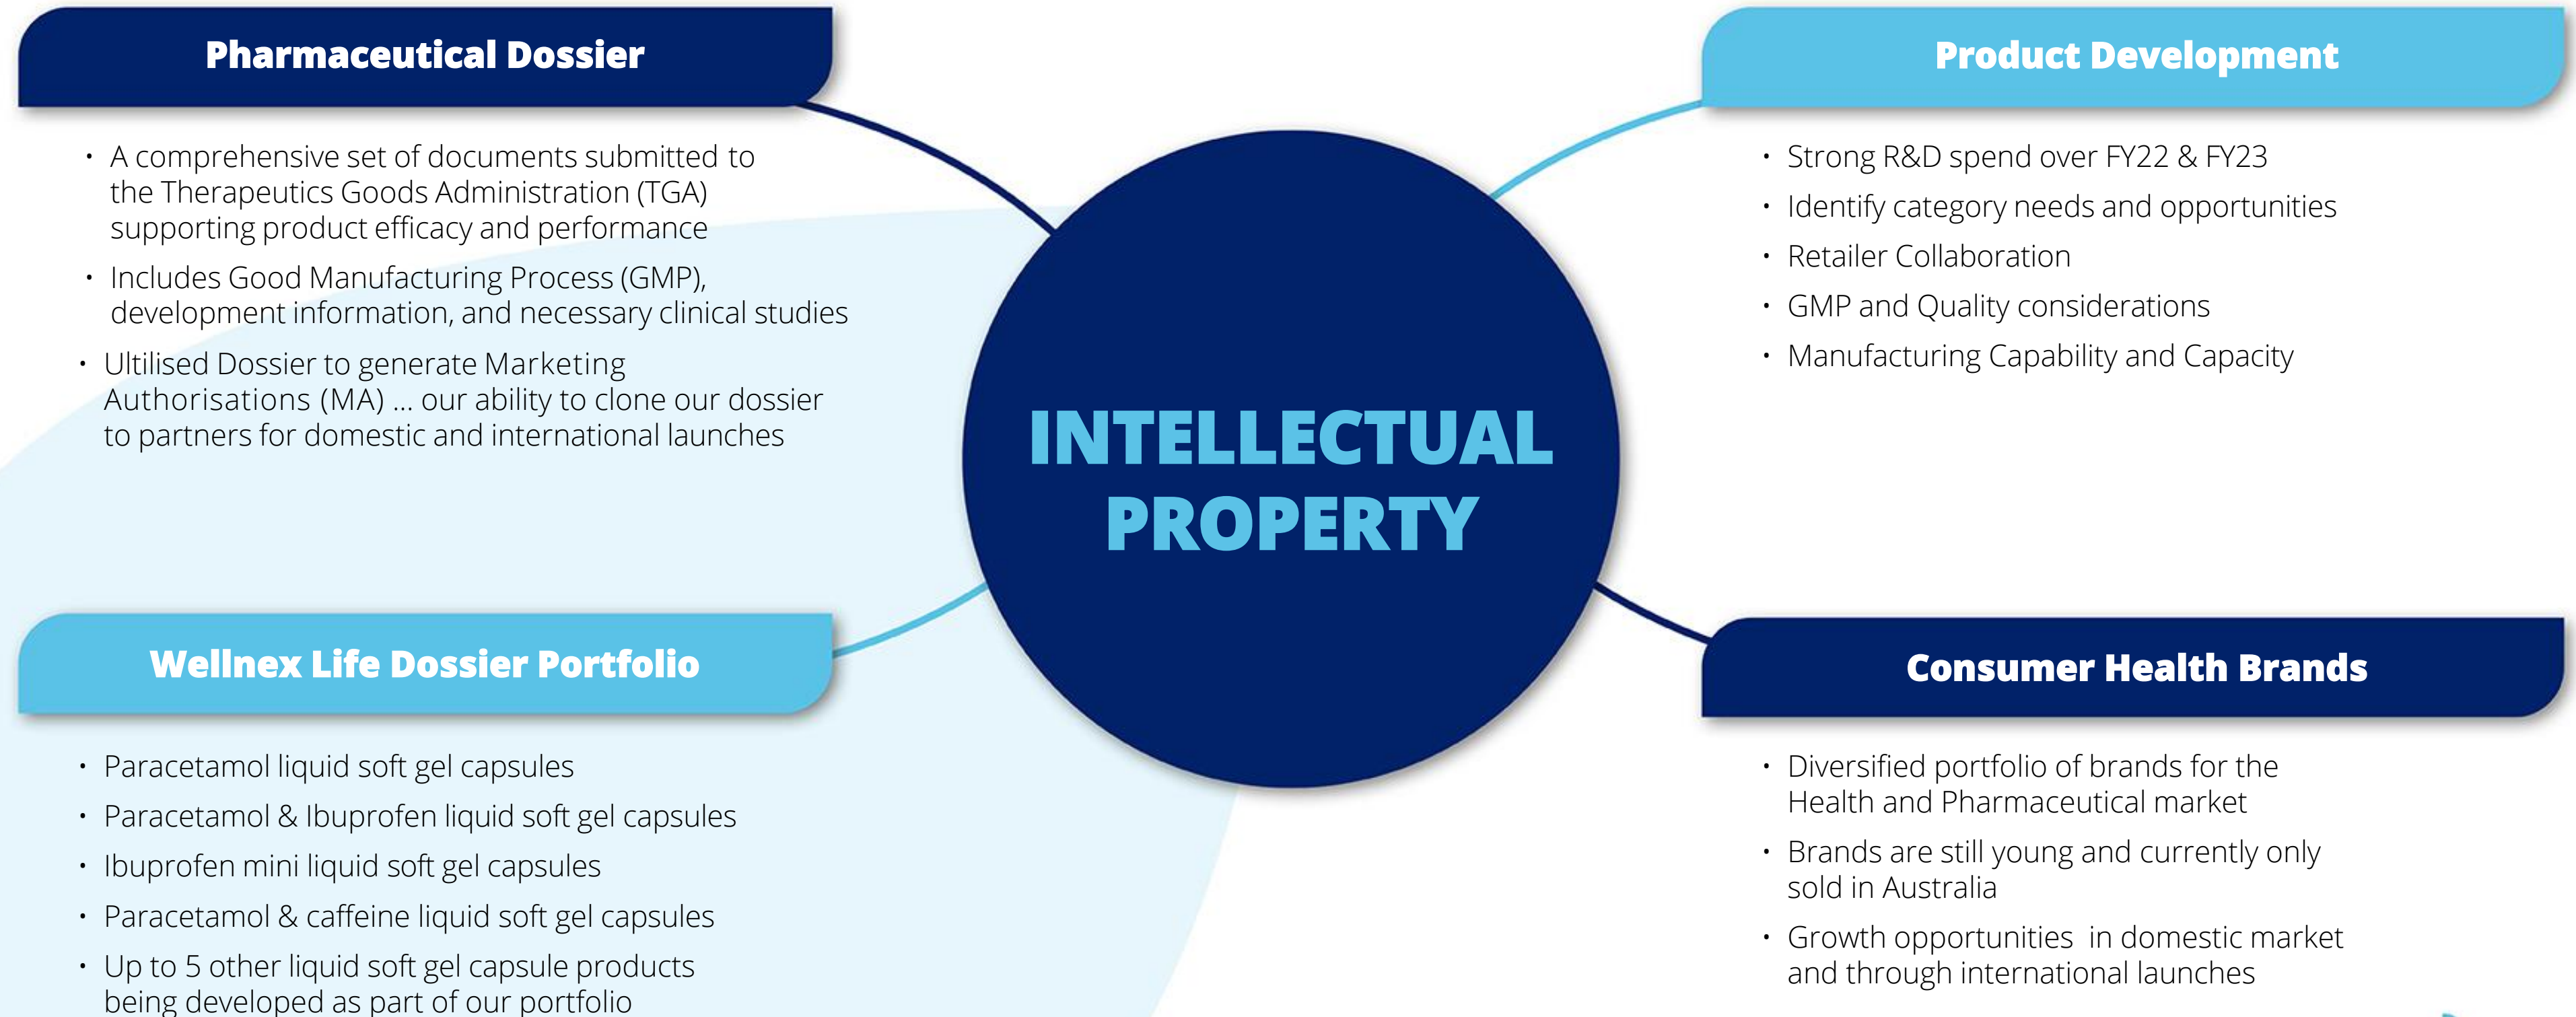 Pharmaceutical Dossier
• A comprehensive set of documents submitted to
the Therapeutics Goods Administration (TGA)
supporting product efficacy and performance
• Includes Good Manufacturing Process (GMP),
development information, and necessary clinical studies
• Ultilised Dossier to generate Marketing
Authorisations (MA) ... our ability to clone our dossier
to partners for domestic and international launches
Product Development
• Strong R&D spend over FY22 & FY23
• Identify category needs and opportunities
• Retailer Collaboration
• GMP and Quality considerations
• Manufacturing Capability and Capacity
INTELLECTUAL
PROPERTY
Wellnex Life Dossier Portfolio
• Paracetamol liquid soft gel capsules
• Paracetamol & Ibuprofen liquid soft gel capsules
• Ibuprofen mini liquid soft gel capsules
• Paracetamol & caffeine liquid soft gel capsules
• Up to 5 other liquid soft gel capsule products
being developed as part of our portfolio
Consumer Health Brands
• Diversified portfolio of brands for the
Health and Pharmaceutical market
• Brands are still young and currently only
sold in Australia
• Growth opportunities in domestic market
and through international launches